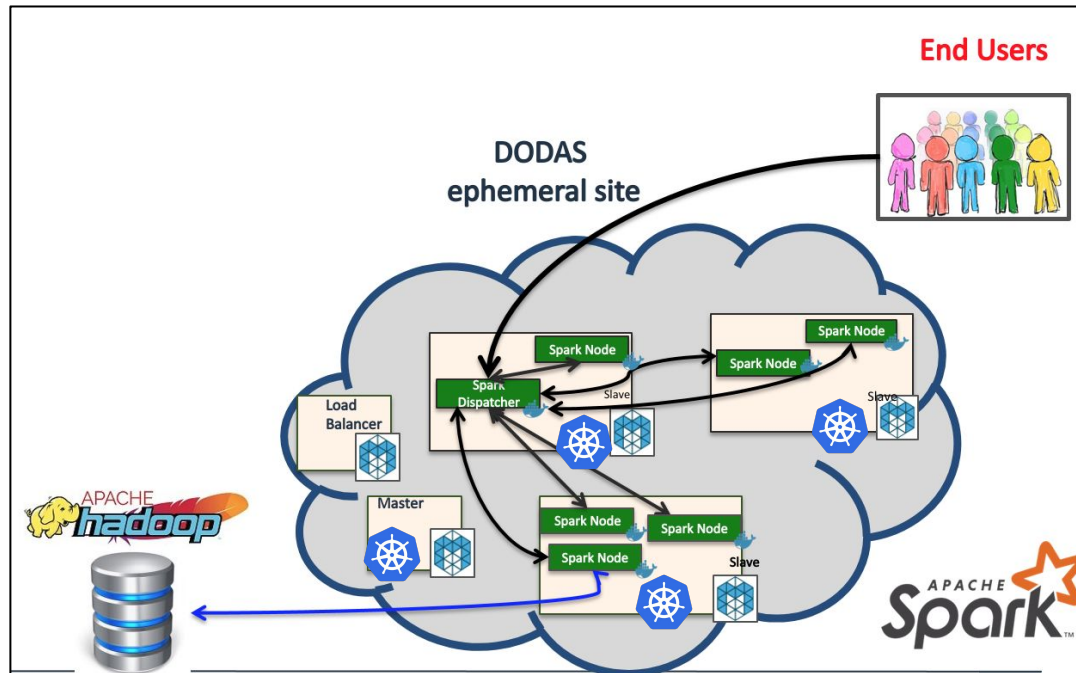 End Users
DODAS
ephemeral site
Spark Node
Spark Node
Spark Node
Spark
Dispatcher
Slave
Slave
Load
Balancer
APACHE
hadoop
Master
Spark Node
Spark Node
Spark Node
Slave
APACHE
Spark™